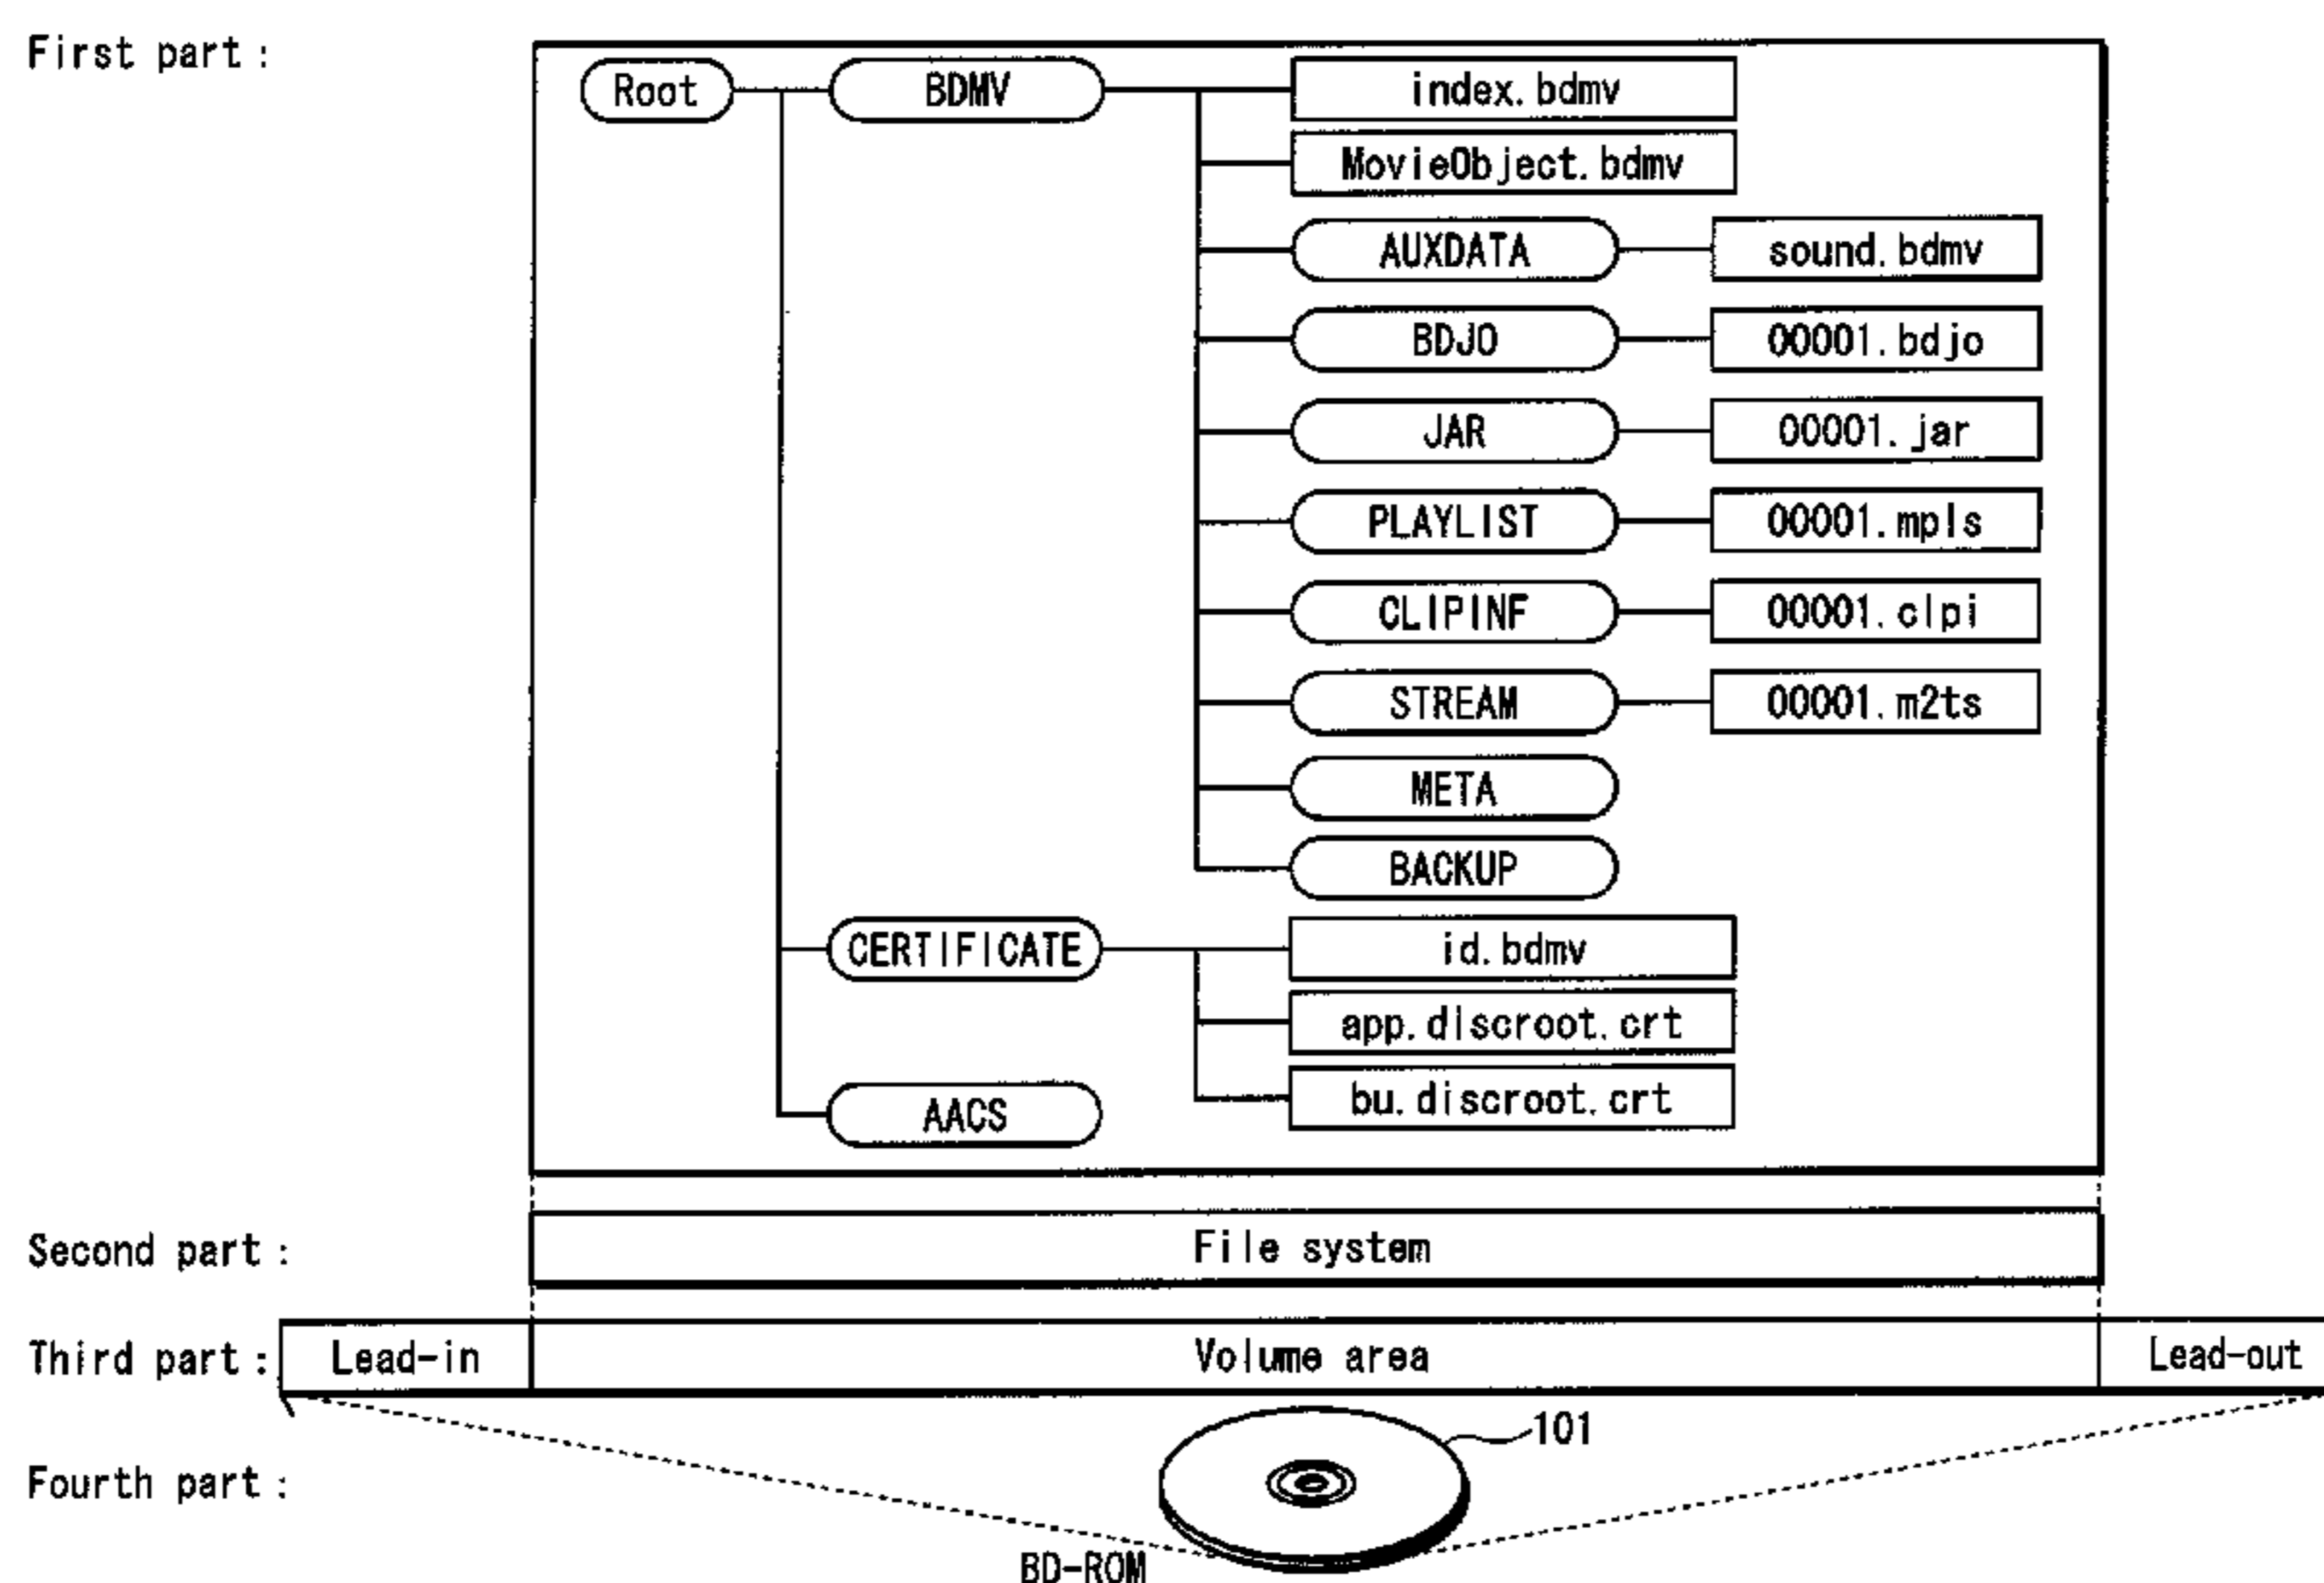 First part :
Root BDMV index.bdmv
MovieObject.bdmv
AUXDATA sound.bdmv
BDJO 00001.bdjo
JAR 00001.jar
PLAYLIST 00001.mpls
CLIPINF 00001.clpi
STREAM 00001.m2ts
META
BACKUP
CERTIFICATE id.bdmv
app.discroot.crt
bu.discroot.crt
AACS
Second part : File system
Third part : Lead-in Volume area Lead-out
101
Fourth part :
BD-ROM